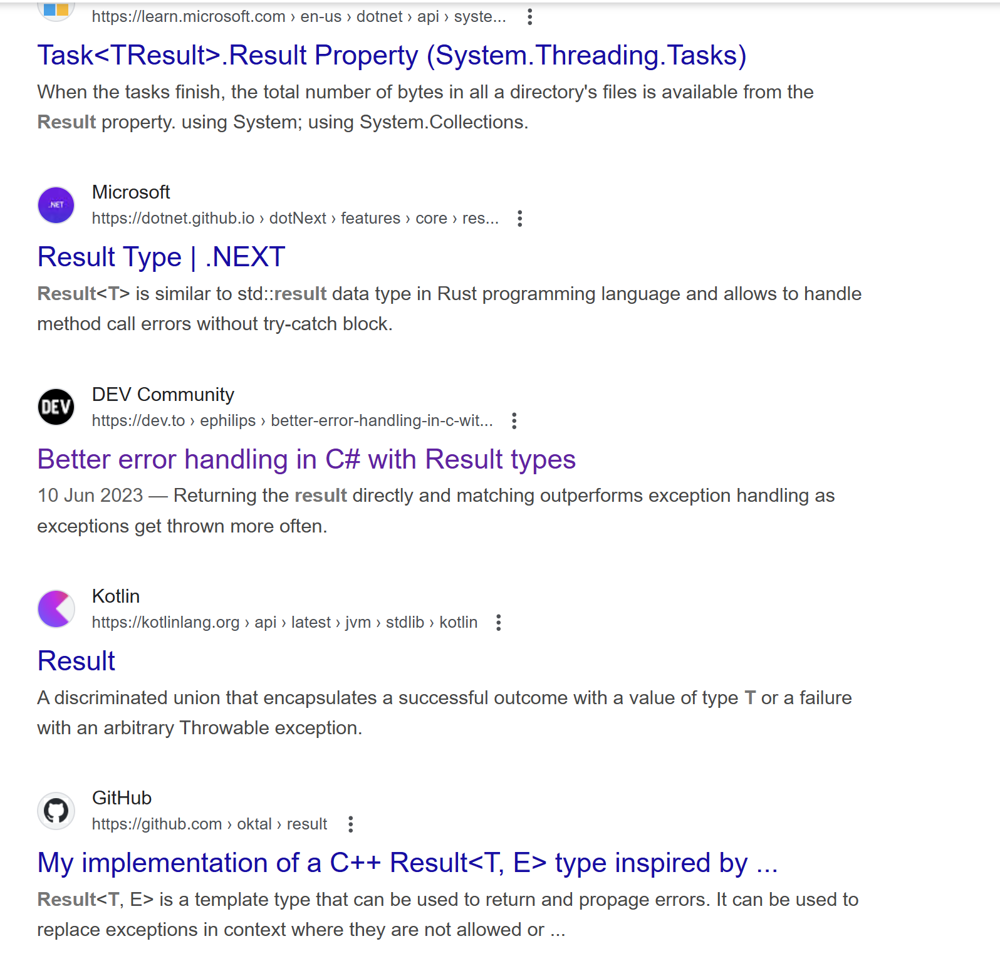 https://learn.microsoft.com › en-us › dotnet › api › syste...
Task<TResult>.Result Property (System.Threading.Tasks)
When the tasks finish, the total number of bytes in all a directory's files is available from the
Result property. using System; using System.Collections.
.NET
Microsoft
https://dotnet.github.io › dotNext › features › core › res...
Result Type | .NEXT
Result<T> is similar to std::result data type in Rust programming language and allows to handle
method call errors without try-catch block.
DEV
DEV Community
https://dev.to › ephilips › better-error-handling-in-c-wit...
Better error handling in C# with Result types
10 Jun 2023 — Returning the result directly and matching outperforms exception handling as
exceptions get thrown more often.
Kotlin
https://kotlinlang.org › api › latest › jvm › stdlib › kotlin
Result
A discriminated union that encapsulates a successful outcome with a value of type T or a failure
with an arbitrary Throwable exception.
GitHub
https://github.com › oktal › result
My implementation of a C++ Result<T, E> type inspired by ...
Result<T, E> is a template type that can be used to return and propage errors. It can be used to
replace exceptions in context where they are not allowed or ...